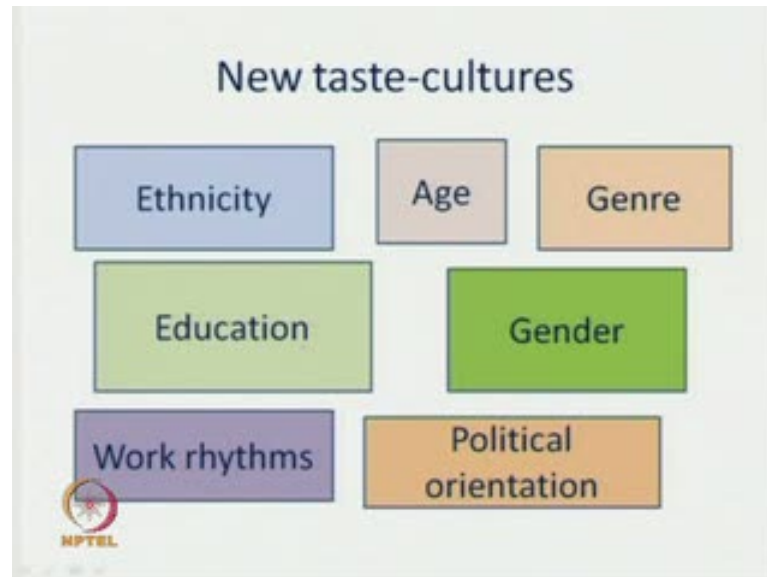 New taste-cultures
Ethnicity
Age
Genre
Education
Gender
Work rhythms
Political
orientation
NPTEL